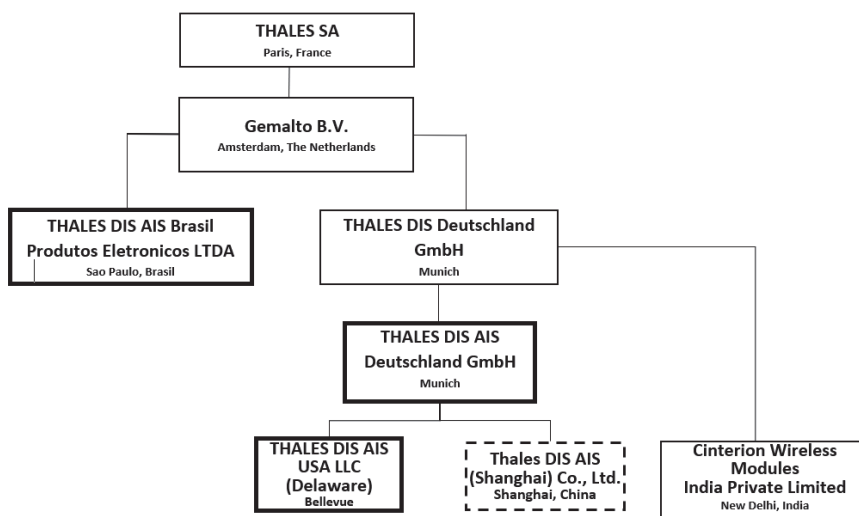 THALES SA
Paris, France
Gemalto B.V.
Amsterdam, The Netherlands
THALES DIS AIS Brasil
Produtos Eletronicos LTDA
Sao Paulo, Brasil
THALES DIS Deutschland
GmbH
Munich
THALES DIS AIS
Deutschland GmbH
Munich
THALES DIS AIS
USA LLC
(Delaware)
Bellevue
Thales DIS AIS
(Shanghai) Co., Ltd.
Shanghai, China
Cinterion Wireless
Modules
India Private Limited
New Delhi, India